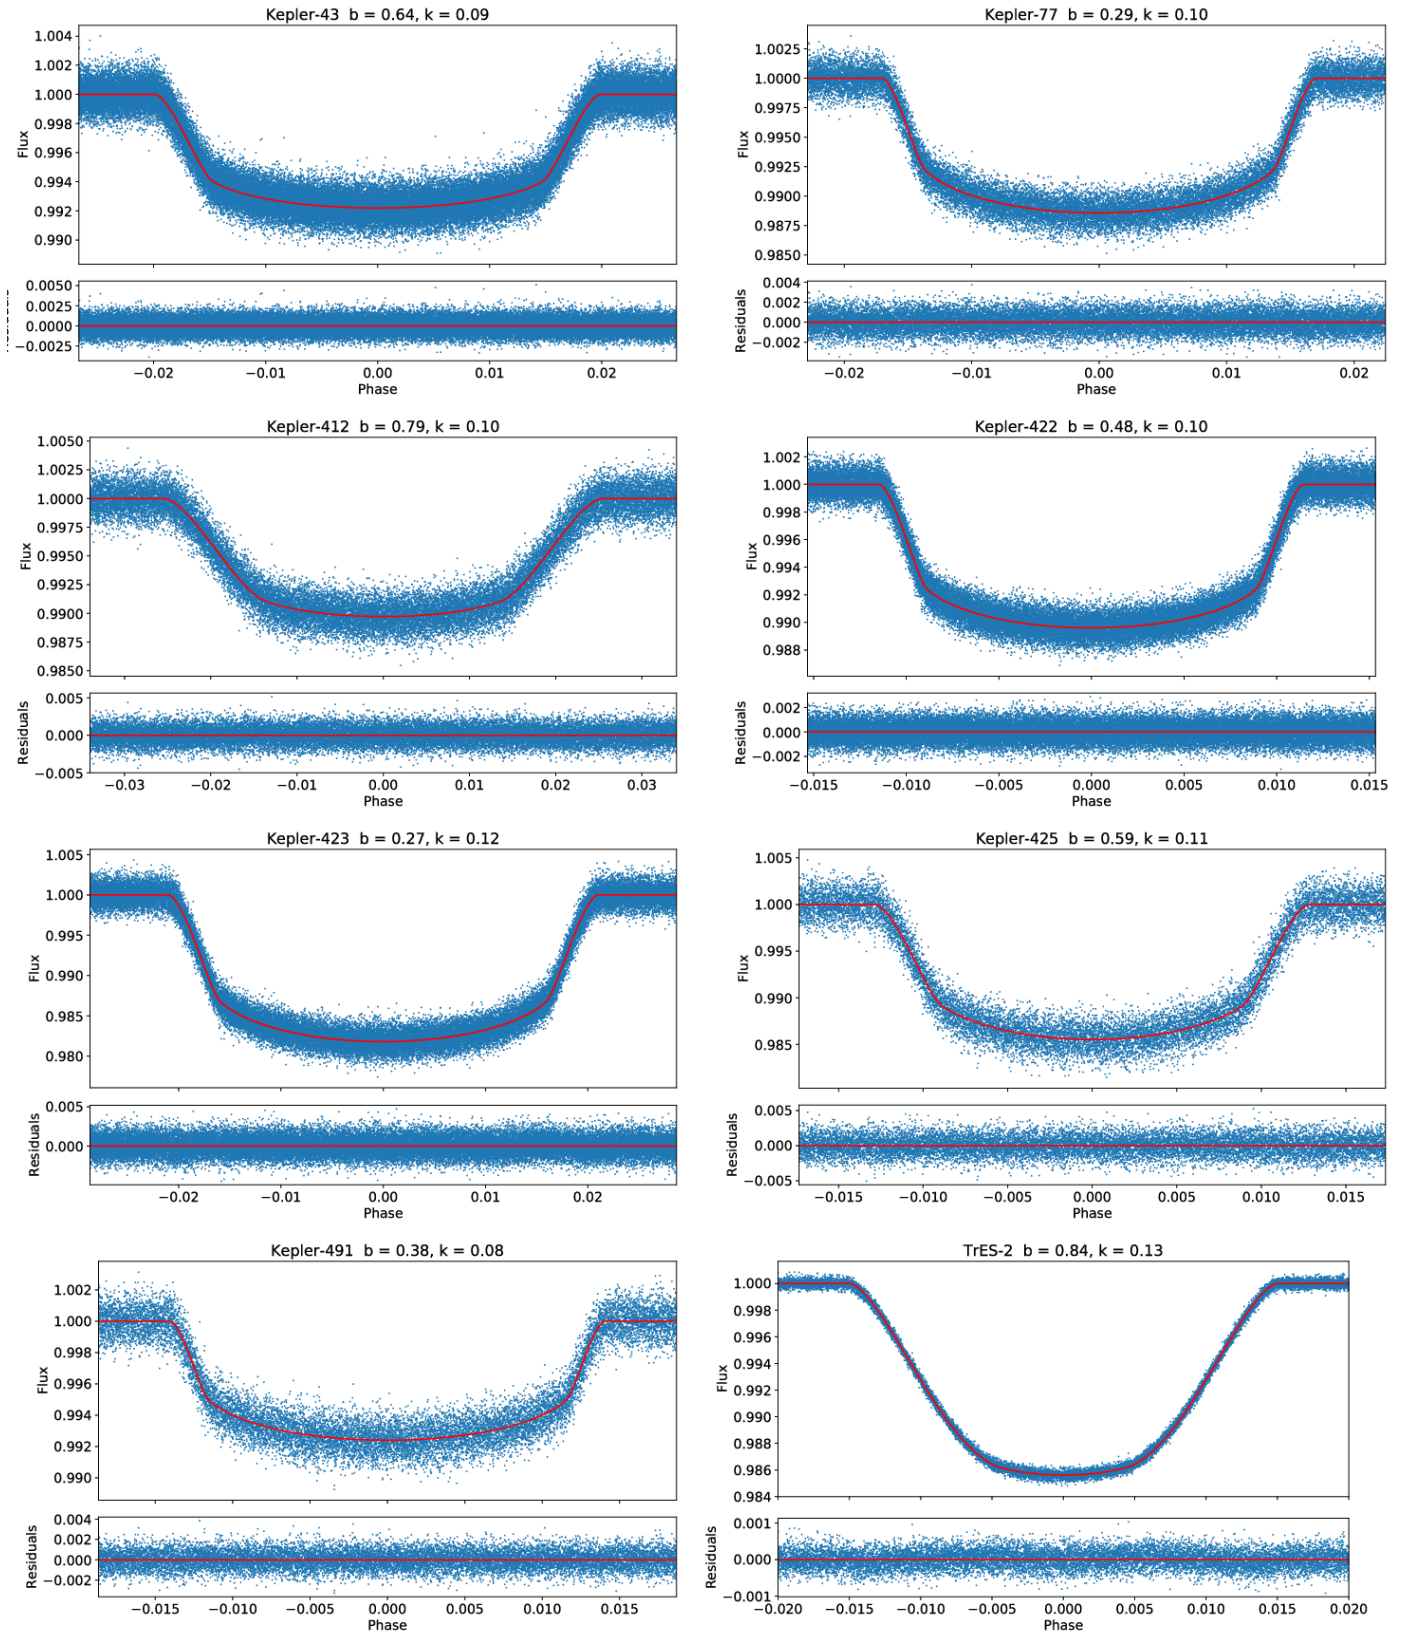 Kepler-43  b = 0.64, k = 0.09
1.004
1.002
1.000
0.998
0.996
0.994
0.992
0.990
Flux
0.0050
0.0025
0.0000
−0.0025
−0.02 −0.01 0.00 0.01 0.02
Phase
Kepler-77  b = 0.29, k = 0.10
1.0025
1.0000
0.9975
0.9950
0.9925
0.9900
0.9875
0.9850
Flux
0.004
0.002
0.000
−0.002
Residuals
−0.02 −0.01 0.00 0.01 0.02
Phase
Kepler-412  b = 0.79, k = 0.10
1.0050
1.0025
1.0000
0.9975
0.9950
0.9925
0.9900
0.9875
0.9850
Flux
0.005
0.000
−0.005
Residuals
−0.03 −0.02 −0.01 0.00 0.01 0.02 0.03
Phase
Kepler-422  b = 0.48, k = 0.10
1.002
1.000
0.998
0.996
0.994
0.992
0.990
0.988
Flux
0.002
0.000
−0.002
Residuals
−0.015 −0.010 −0.005 0.000 0.005 0.010 0.015
Phase
Kepler-423  b = 0.27, k = 0.12
1.005
1.000
0.995
0.990
0.985
0.980
Flux
0.005
0.000
Residuals
−0.02 −0.01 0.00 0.01 0.02
Phase
Kepler-425  b = 0.59, k = 0.11
1.005
1.000
0.995
0.990
0.985
Flux
0.005
0.000
−0.005
Residuals
−0.015 −0.010 −0.005 0.000 0.005 0.010 0.015
Phase
Kepler-491  b = 0.38, k = 0.08
1.002
1.000
0.998
0.996
0.994
0.992
0.990
Flux
0.004
0.002
0.000
−0.002
Residuals
−0.015 −0.010 −0.005 0.000 0.005 0.010 0.015
Phase
TrES-2  b = 0.84, k = 0.13
1.000
0.998
0.996
0.994
0.992
0.990
0.988
0.986
0.984
Flux
0.001
0.000
−0.001
Residuals
−0.020 −0.015 −0.010 −0.005 0.000 0.005 0.010 0.015 0.020
Phase